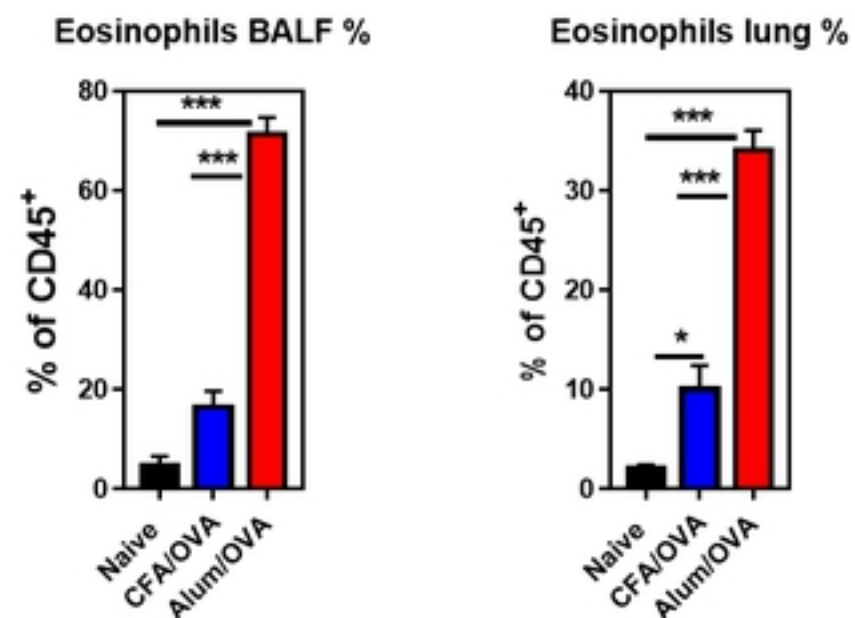 Eosinophils BALF %
% of CD45⁺
80
60
40
20
0
***
***
Naive
CFA/OVA
Alum/OVA
Eosinophils lung %
% of CD45⁺
40
30
20
10
0
***
***
*
Naive
CFA/OVA
Alum/OVA